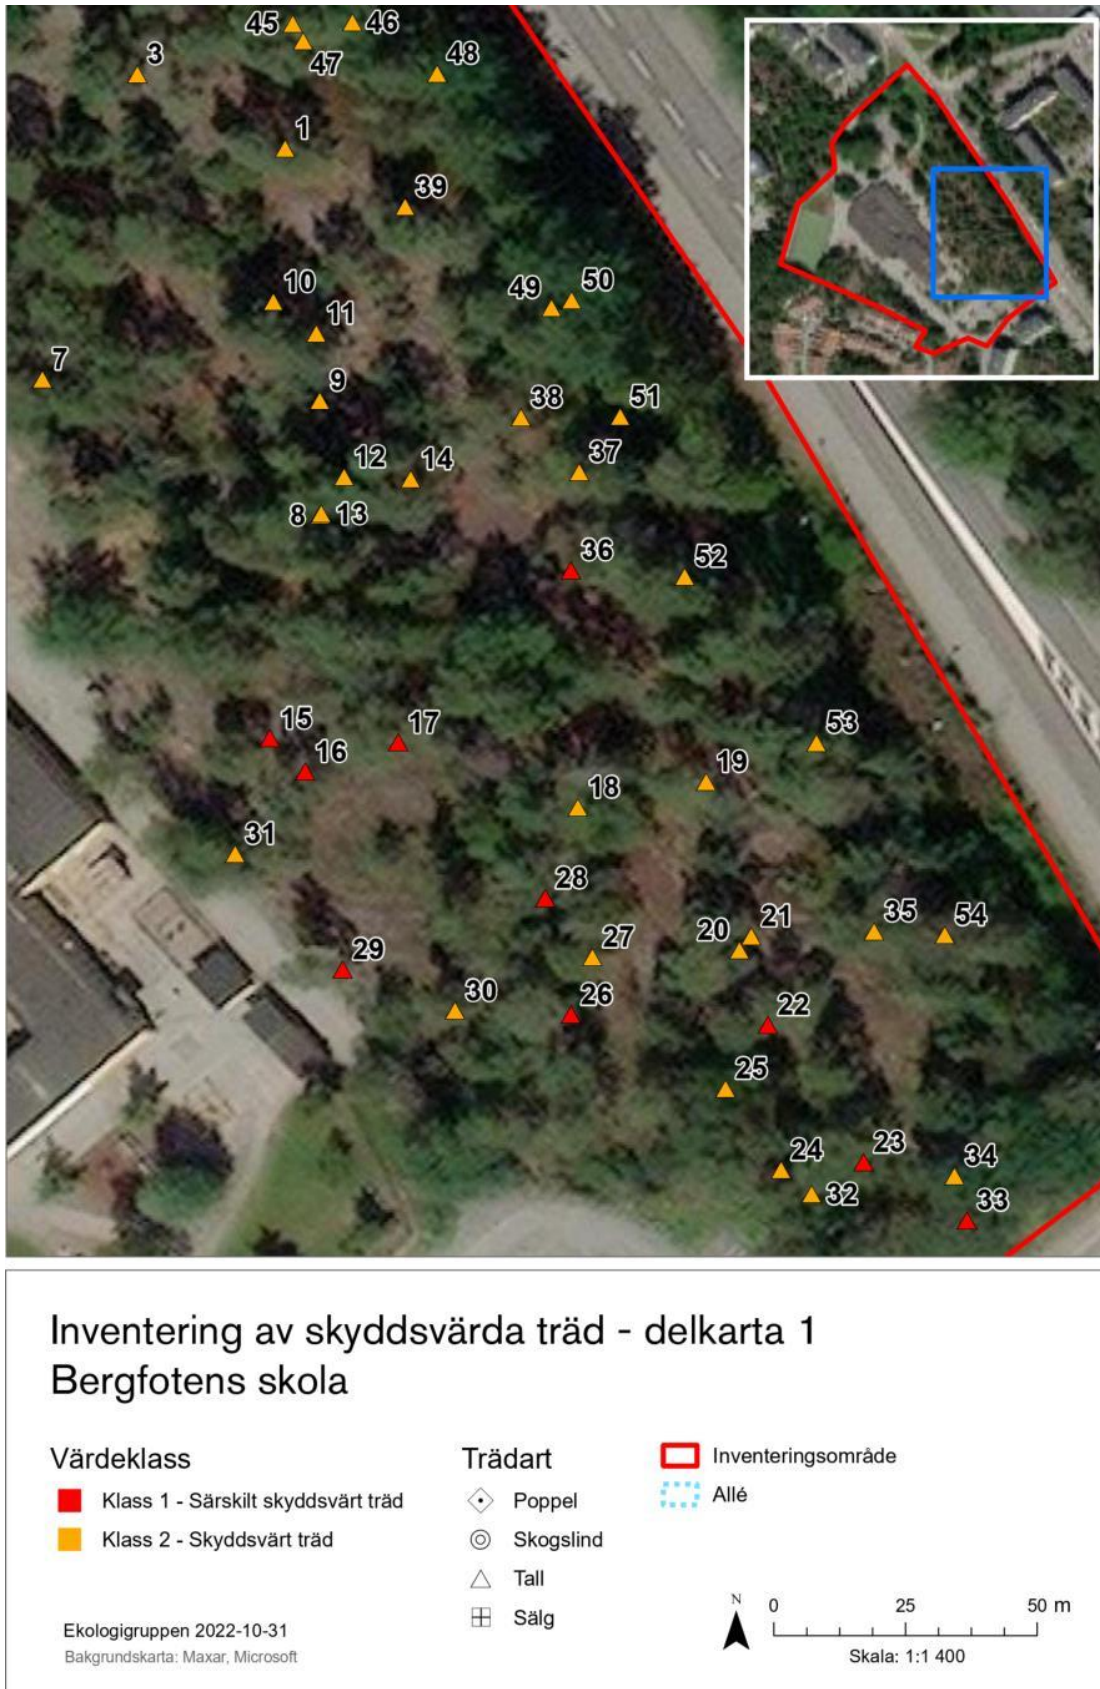 45
46
47
3
48
1
39
10
50
49
11
7
9
38
51
12
14
37
8
13
36
52
15
17
53
16
19
18
31
28
21
35
54
20
27
29
30
26
22
25
23
24
34
32
33
Inventering av skyddsvärda träd - delkarta 1
Bergfotens skola
Värdeklass
Klass 1 - Särskilt skyddsvärt träd
Klass 2 - Skyddsvärt träd
Trädart
Poppel
Skogslind
Tall
Sälg
Inventeringsområde
Allé
Ekologigruppen 2022-10-31
Bakgrundskarta: Maxar, Microsoft
N
0 25 50 m
Skala: 1:1 400